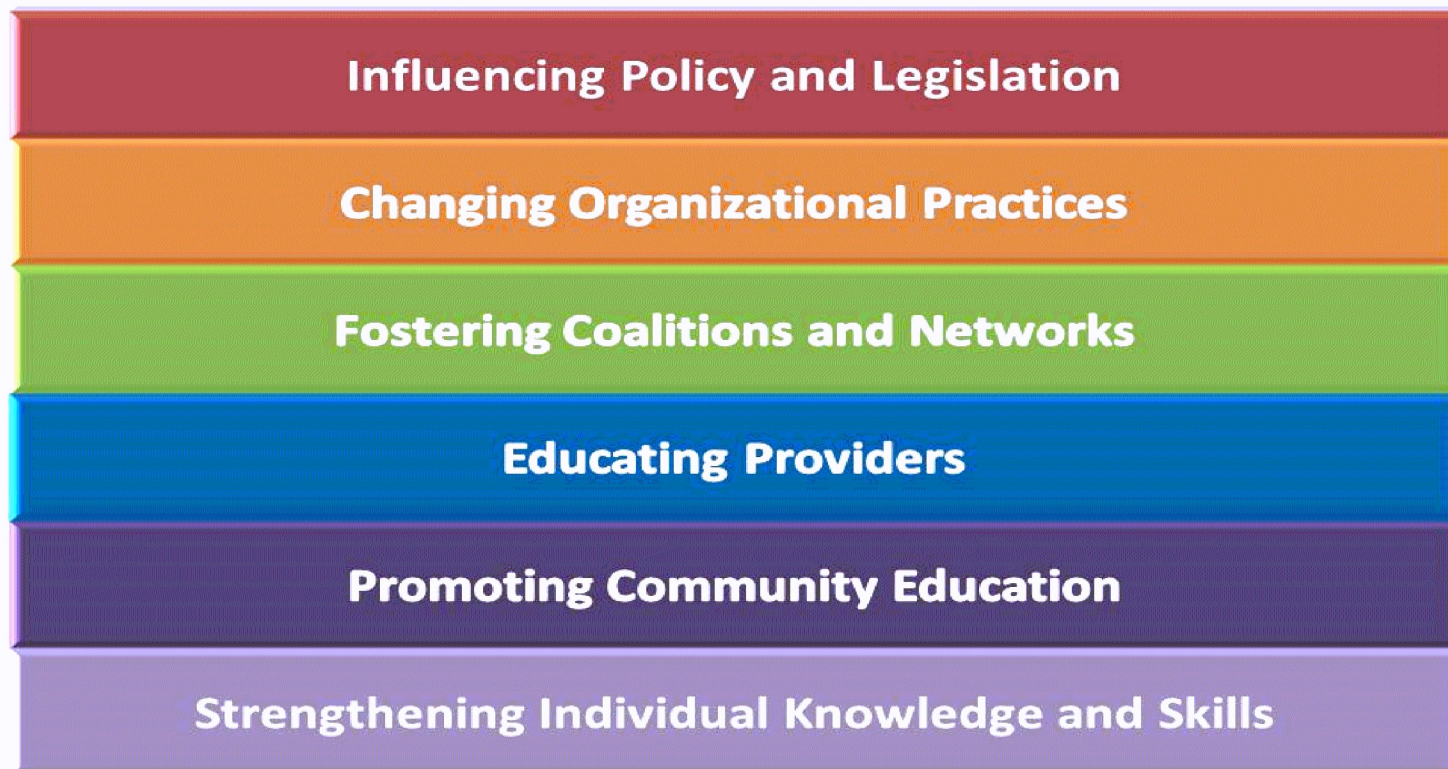 Influencing Policy and Legislation
Changing Organizational Practices
Fostering Coalitions and Networks
Educating Providers
Promoting Community Education
Strengthening Individual Knowledge and Skills